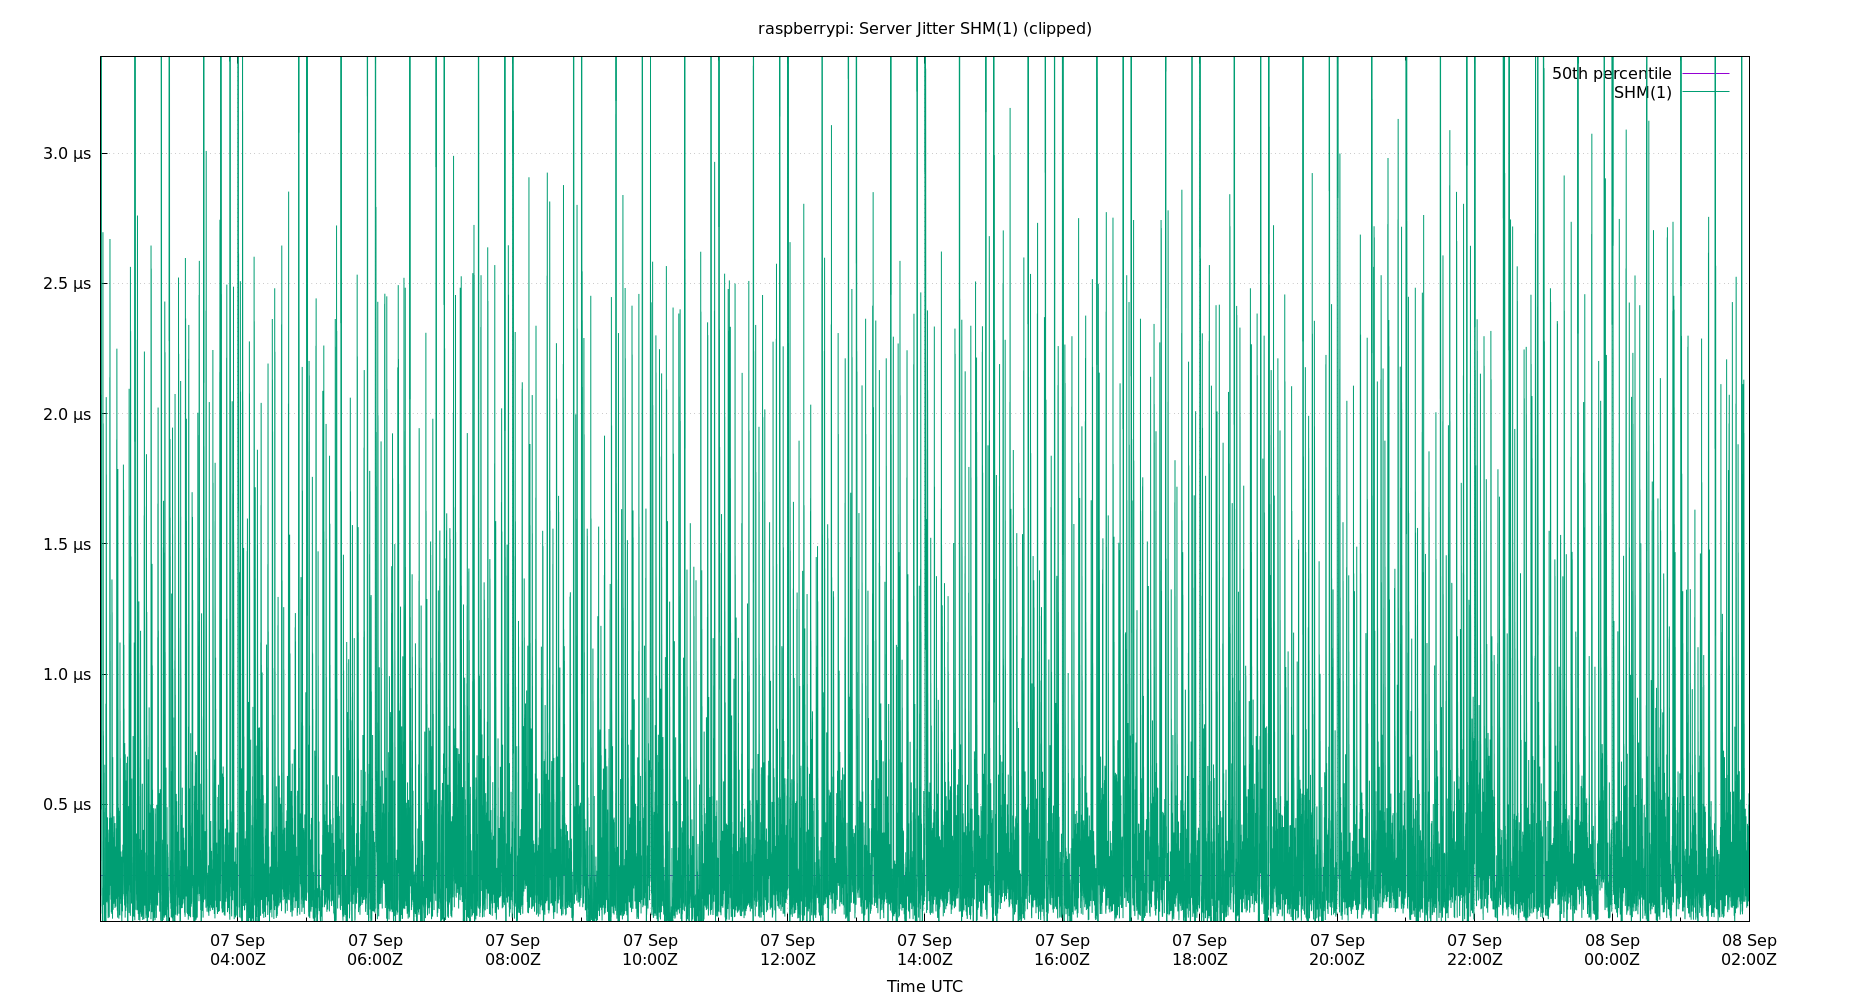 raspberrypi: Server Jitter SHM(1) (clipped)
50th percentile
SHM(1)
3.0 µs
2.5 µs
2.0 µs
1.5 µs
1.0 µs
0.5 µs
07 Sep 07 Sep 07 Sep 07 Sep 07 Sep 07 Sep 07 Sep 07 Sep 07 Sep 07 Sep 08 Sep 08 Sep
04:00Z 06:00Z 08:00Z 10:00Z 12:00Z 14:00Z 16:00Z 18:00Z 20:00Z 22:00Z 00:00Z 02:00Z
Time UTC